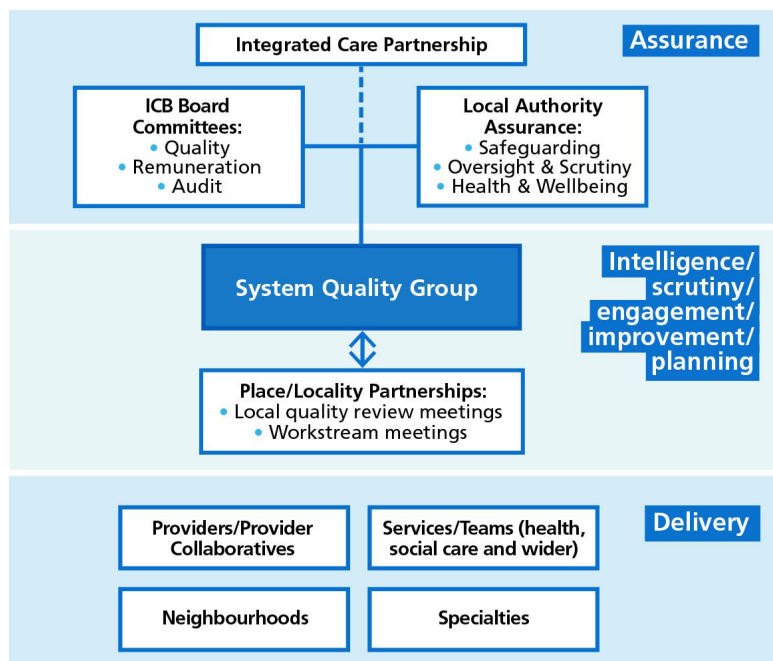 Integrated Care Partnership
Assurance
ICB Board
Committees:
• Quality
• Remuneration
• Audit
Local Authority
Assurance:
• Safeguarding
• Oversight & Scrutiny
• Health & Wellbeing
System Quality Group
Intelligence/
scrutiny/
engagement/
improvement/
planning
Place/Locality Partnerships:
• Local quality review meetings
• Workstream meetings
Delivery
Providers/Provider
Collaboratives
Services/Teams (health,
social care and wider)
Neighbourhoods
Specialties